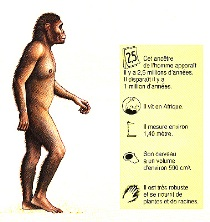 25
Cet ancêtre
de l'homme apparaît
il y a 2,5 millions d'années.
Il disparaît il y a
1 million d'années.
Il vit en Afrique.
Il mesure environ
1,40 mètre.
Son cerveau
a un volume
d'environ 500 cm³.
Il est très robuste
et se nourrit de
plantes et de racines.